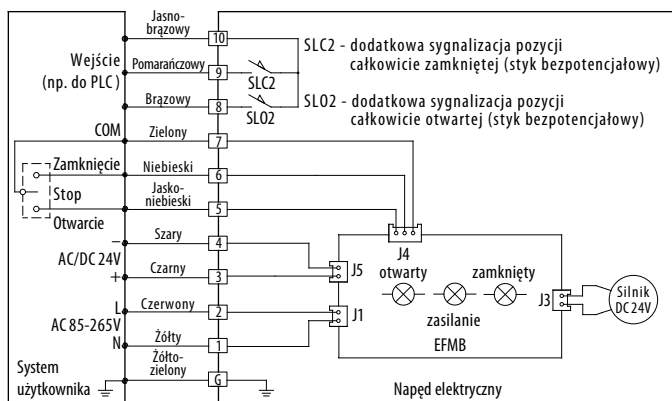 Jasno-
brązowy
10
SLC2 - dodatkowa sygnalizacja pozycji
całkowicie zamkniętej (styk bezpotencjałowy)
Wejście
(np. do PLC)
Pomarańczowy
9
SLC2
Brązowy
8
SLO2
SLO2 - dodatkowa sygnalizacja pozycji
całkowicie otwartej (styk bezpotencjałowy)
COM
Zielony
7
Zamknięcie
Niebieski
6
Stop
Jasko-
niebieski
5
Otwarcie
Szary
4
J4
AC/DC 24V
−
+
Czarny
3
J5
otwarty
zamknięty
J3
Silnik
DC 24V
L
Czerwony
2
J1
zasilanie
AC 85-265V
N
Żółty
1
EFMB
Żółto-
zielony
G
System
użytkownika
Napęd elektryczny